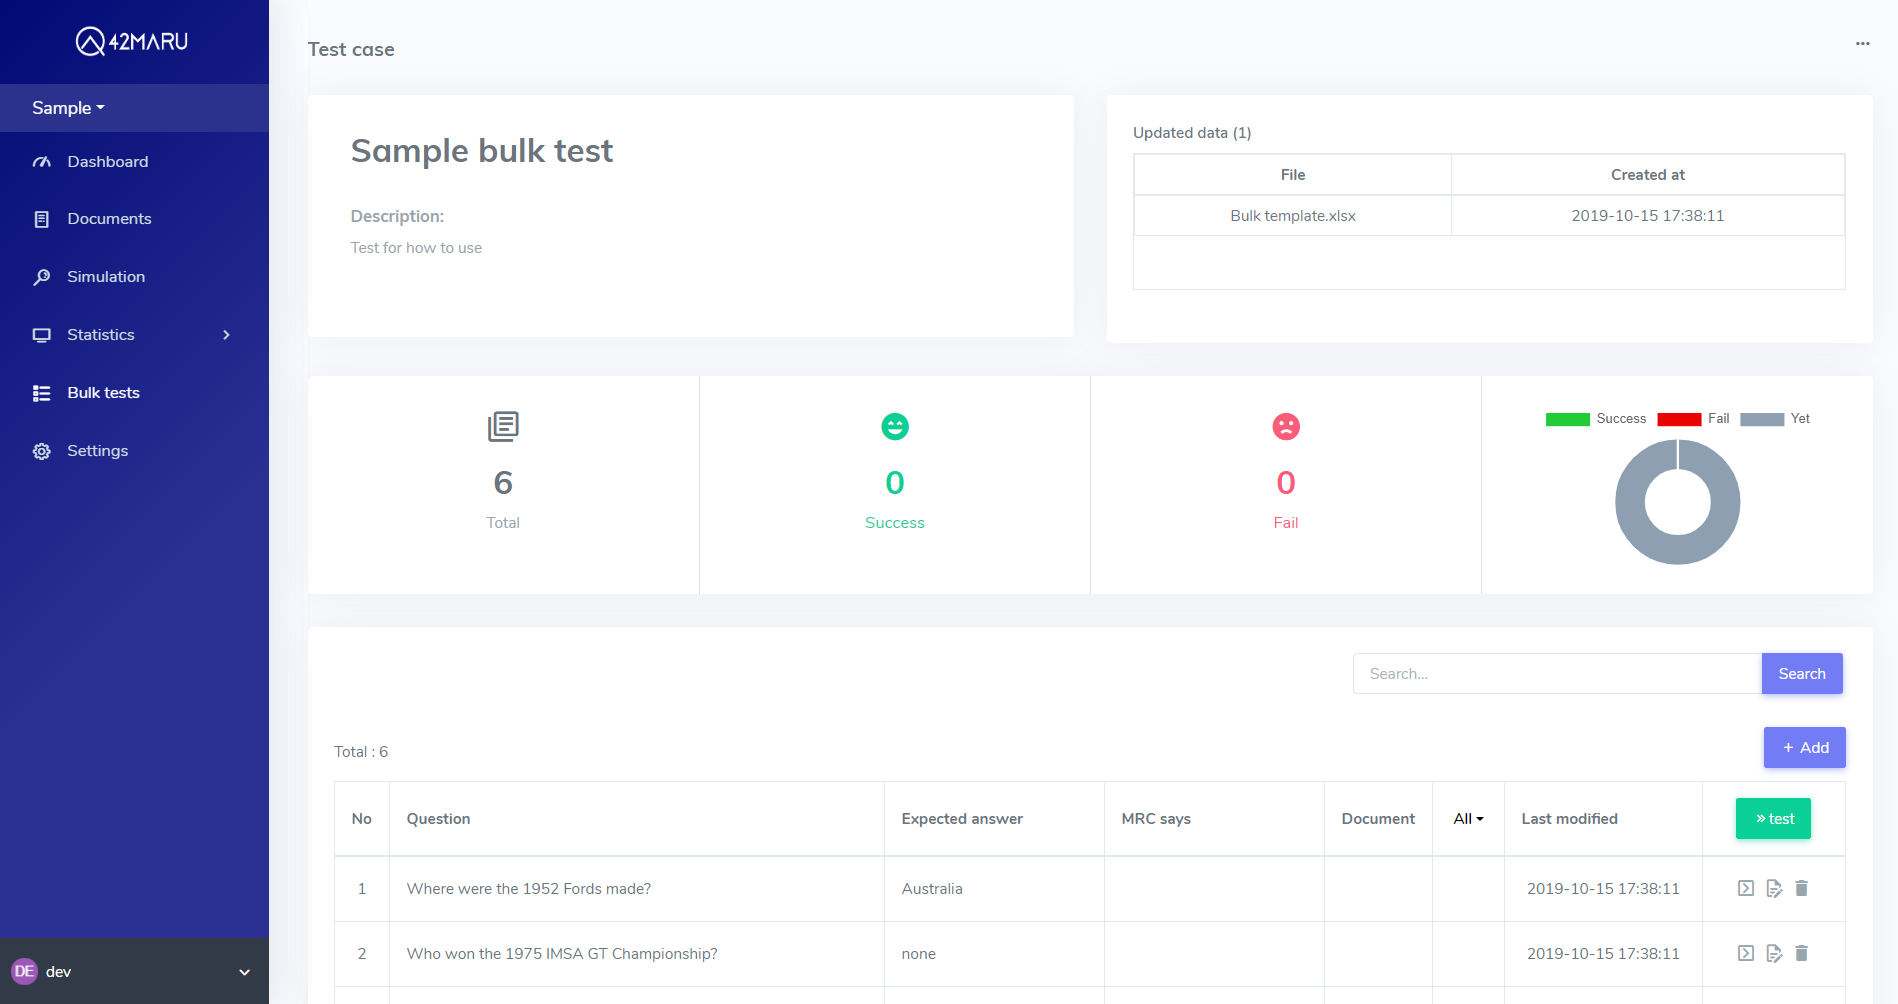 42MARU
Sample
Dashboard
Documents
Simulation
Statistics
Bulk tests
Settings
DE dev
Test case
Sample bulk test
Description:
Test for how to use
Updated data (1)
File Created at
Bulk template.xlsx 2019-10-15 17:38:11
6
Total
0
Success
0
Fail
Success Fail Yet
Search... Search
Total : 6
+ Add
No Question Expected answer MRC says Document All Last modified » test
1 Where were the 1952 Fords made? Australia 2019-10-15 17:38:11
2 Who won the 1975 IMSA GT Championship? none 2019-10-15 17:38:11